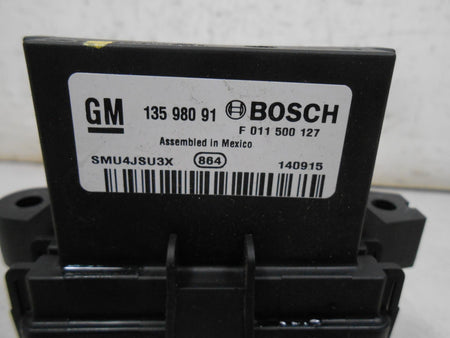 GM 135 980 91 BOSCH
F 011 500 127
Assembled in Mexico
SMU4JSU3X 864 140915